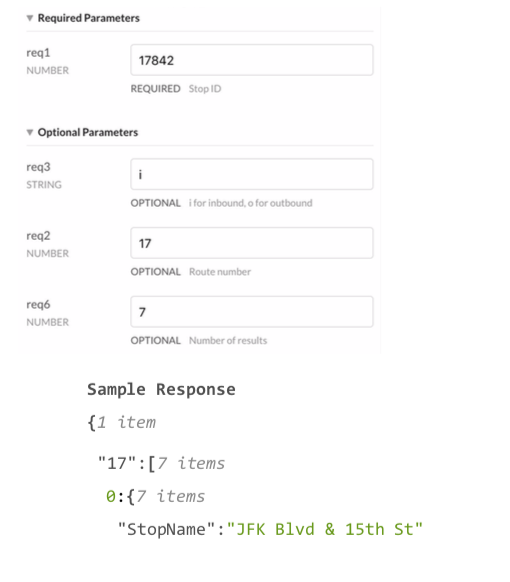 ▼ Required Parameters
req1
17842
NUMBER
REQUIRED Stop ID
▼ Optional Parameters
req3
i
STRING
OPTIONAL i for inbound, o for outbound
req2
17
NUMBER
OPTIONAL Route number
req6
7
NUMBER
OPTIONAL Number of results
Sample Response
{1 item
"17":[7 items
0:{7 items
"StopName":"JFK Blvd & 15th St"